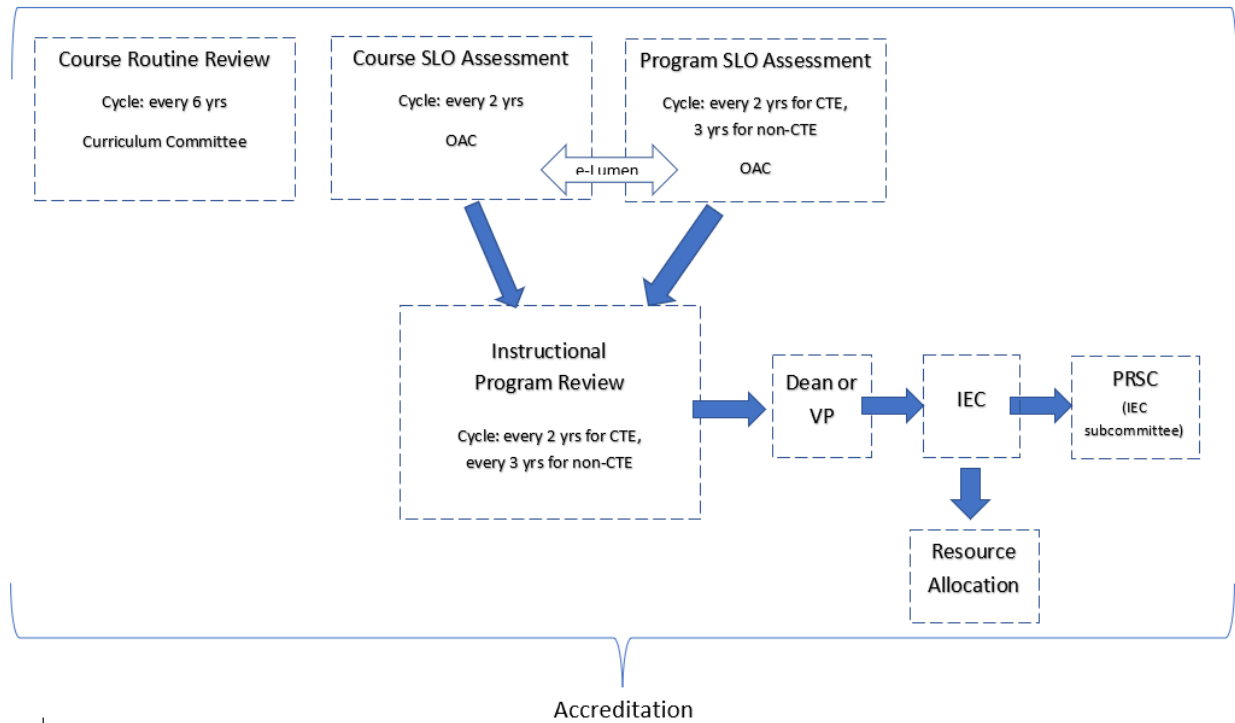 Course Routine Review
Cycle: every 6 yrs
Curriculum Committee
Course SLO Assessment
Cycle: every 2 yrs
OAC
Program SLO Assessment
Cycle: every 2 yrs for CTE,
3 yrs for non-CTE
OAC
e-Lumen
Instructional
Program Review
Cycle: every 2 yrs for CTE,
every 3 yrs for non-CTE
Dean or
VP
IEC
PRSC
(IEC
subcommittee)
Resource
Allocation
Accreditation